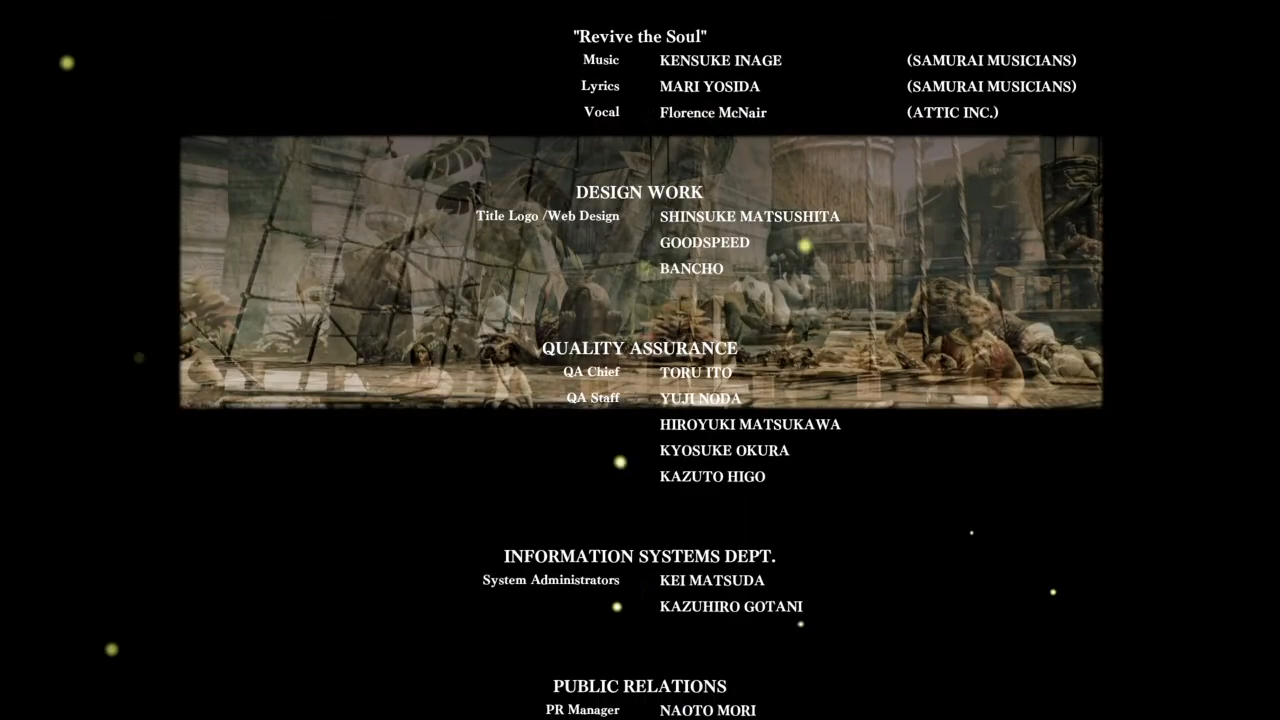 "Revive the Soul"
Music KENSUKE INAGE (SAMURAI MUSICIANS)
Lyrics MARI YOSIDA (SAMURAI MUSICIANS)
Vocal Florence McNair (ATTIC INC.)
DESIGN WORK
Title Logo /Web Design SHINSUKE MATSUSHITA
GOODSPEED
BANCHO
QUALITY ASSURANCE
QA Chief TORU ITO
QA Staff YUJI NODA
HIROYUKI MATSUKAWA
KYOSUKE OKURA
KAZUTO HIGO
INFORMATION SYSTEMS DEPT.
System Administrators KEI MATSUDA
KAZUHIRO GOTANI
PUBLIC RELATIONS
PR Manager NAOTO MORI